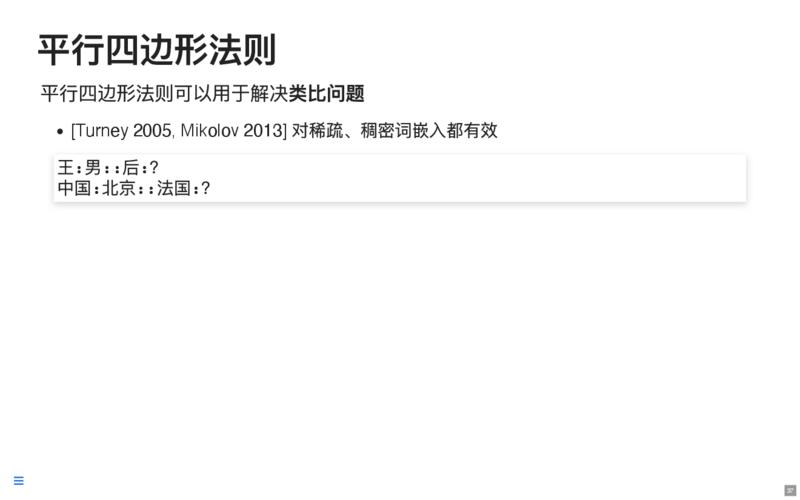 平行四边形法则
平行四边形法则可以用于解决类比问题
• [Turney 2005, Mikolov 2013] 对稀疏、稠密词嵌入都有效
王:男::后:?
中国:北京::法国:?
37